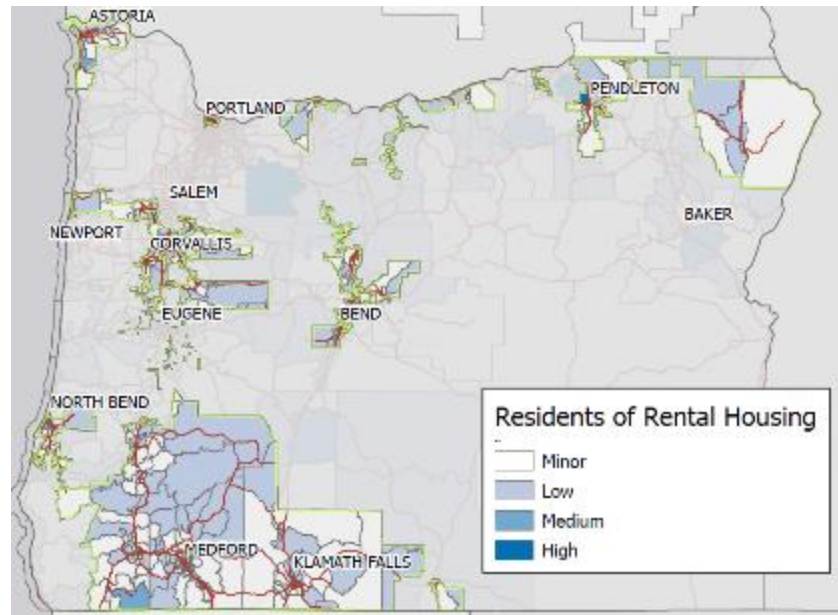 ASTORIA
PORTLAND
PENDLETON
SALEM
NEWPORT
CORVALLIS
BAKER
EUGENE
BEND
NORTH BEND
MEDFORD
KLAMATH FALLS
Residents of Rental Housing
Minor
Low
Medium
High